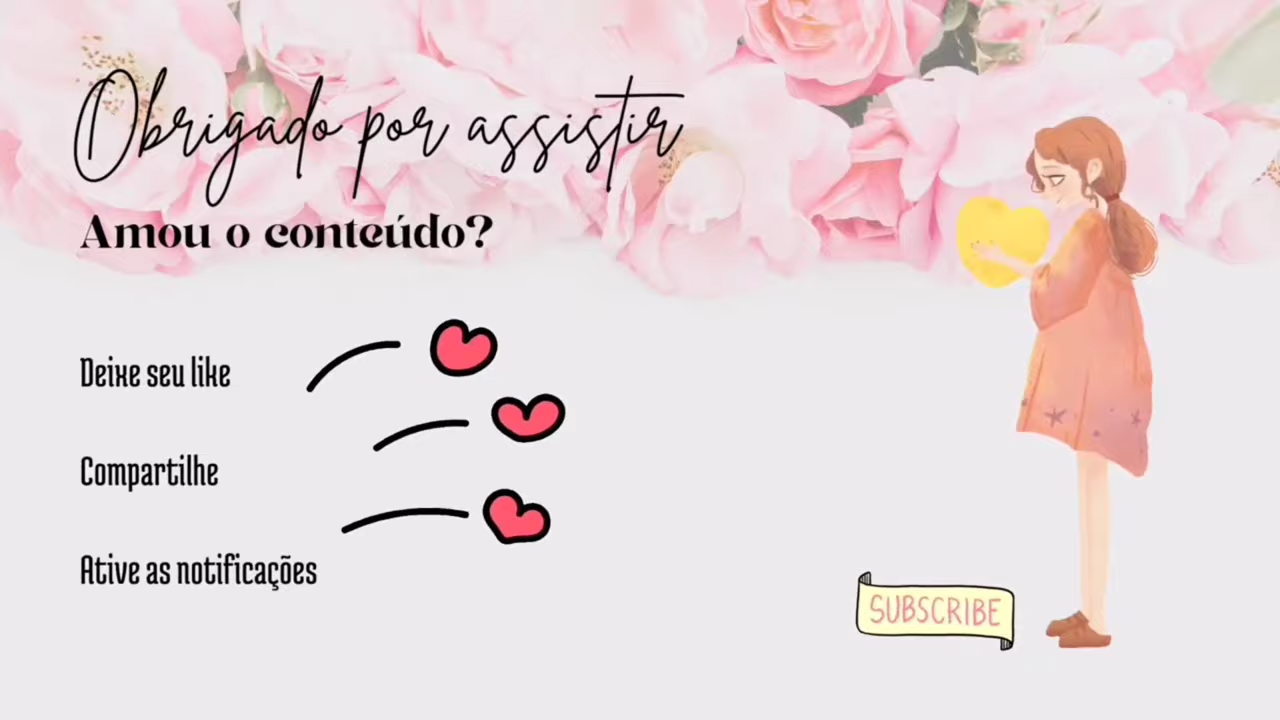 Obrigado por assistir
Amou o conteúdo?
Deixe seu like
Compartilhe
Ative as notificações
SUBSCRIBE